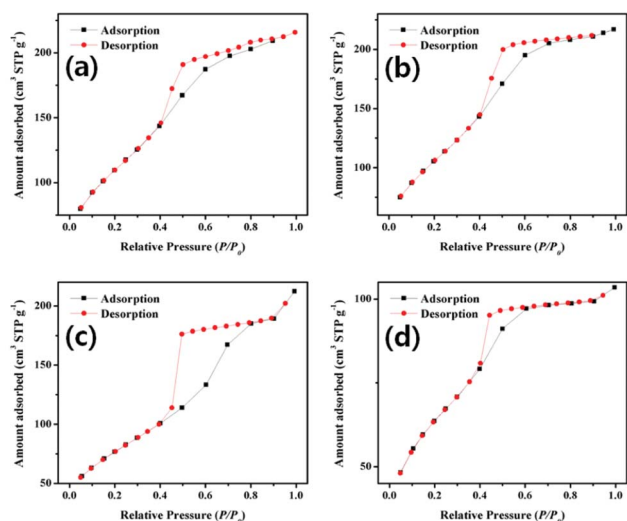 Adsorption
Desorption
(a)
Amount adsorbed (cm³ STP g⁻¹)
200
150
100
0.0 0.2 0.4 0.6 0.8 1.0
Relative Pressure (P/P₀)
Adsorption
Desorption
(b)
Amount adsorbed (cm³ STP g⁻¹)
200
150
100
0.0 0.2 0.4 0.6 0.8 1.0
Relative Pressure (P/P₀)
Adsorption
Desorption
(c)
Amount adsorbed (cm³ STP g⁻¹)
200
150
100
50
0.0 0.2 0.4 0.6 0.8 1.0
Relative Pressure (P/P₀)
Adsorption
Desorption
(d)
Amount adsorbed (cm³ STP g⁻¹)
100
50
0.0 0.2 0.4 0.6 0.8 1.0
Relative Pressure (P/P₀)